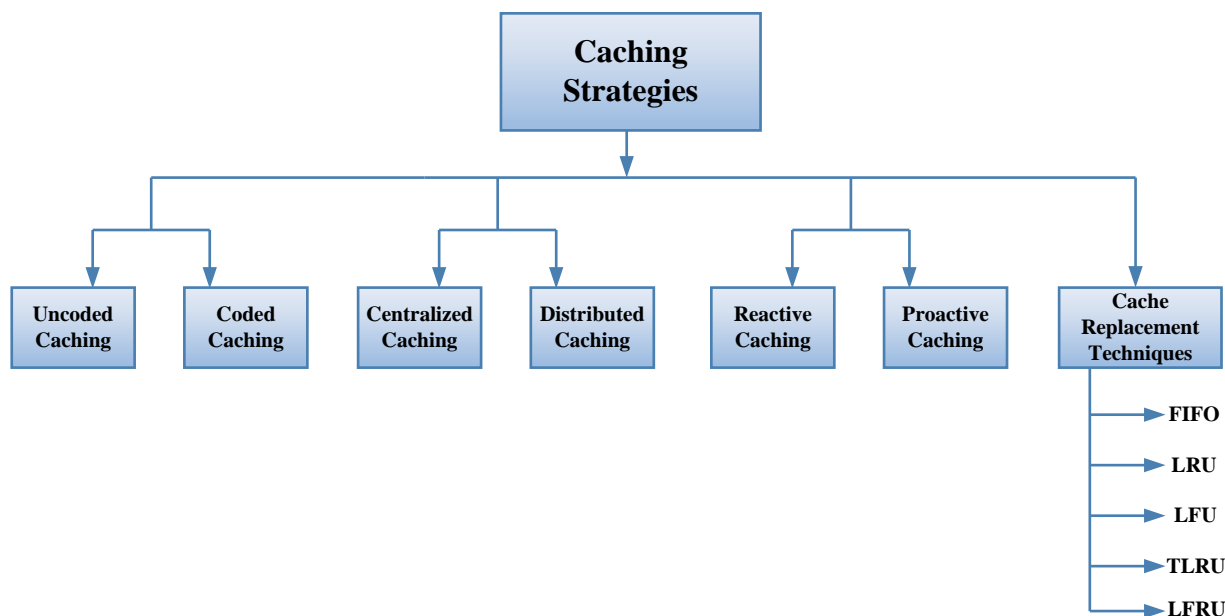 Caching
Strategies
Uncoded
Caching
Coded
Caching
Centralized
Caching
Distributed
Caching
Reactive
Caching
Proactive
Caching
Cache
Replacement
Techniques
FIFO
LRU
LFU
TLRU
LFRU